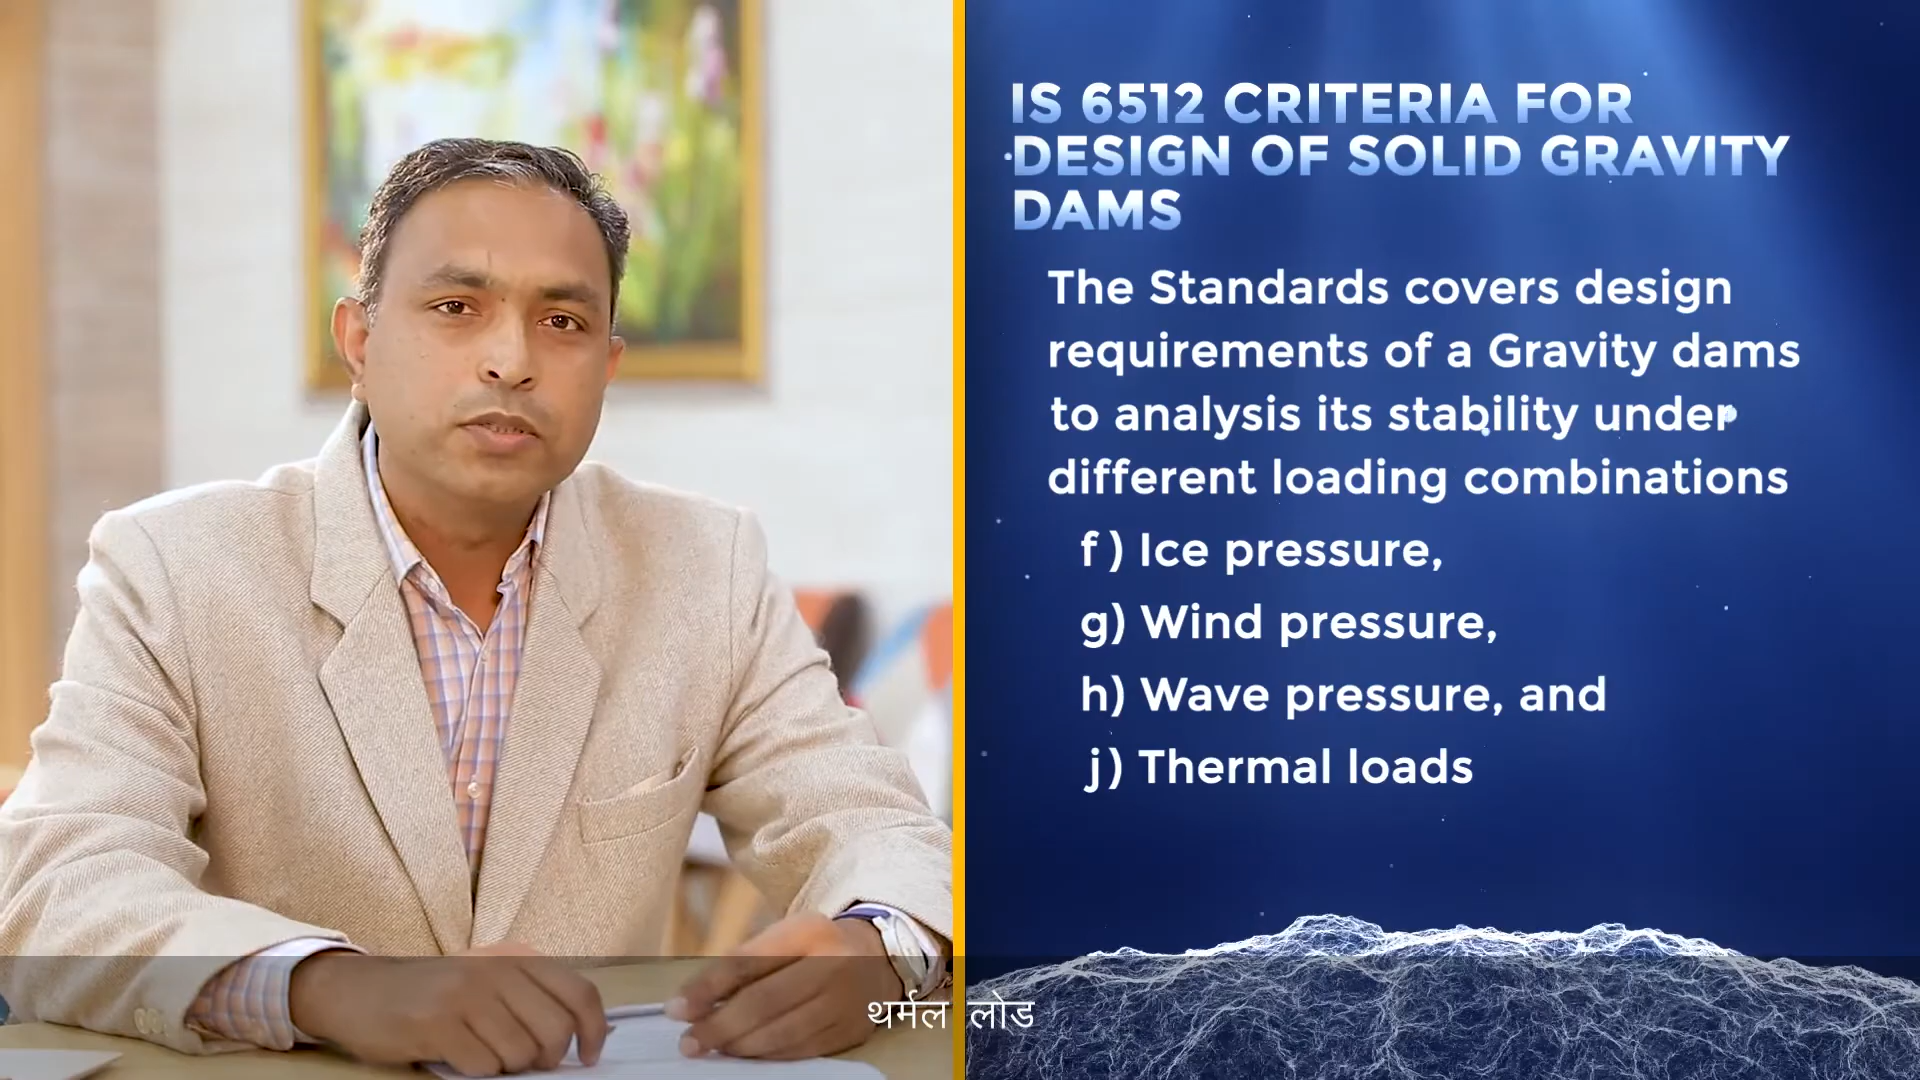 IS 6512 CRITERIA FOR
DESIGN OF SOLID GRAVITY
DAMS
The Standards covers design
requirements of a Gravity dams
to analysis its stability under
different loading combinations
f) Ice pressure,
g) Wind pressure,
h) Wave pressure, and
j) Thermal loads
थर्मल लोड